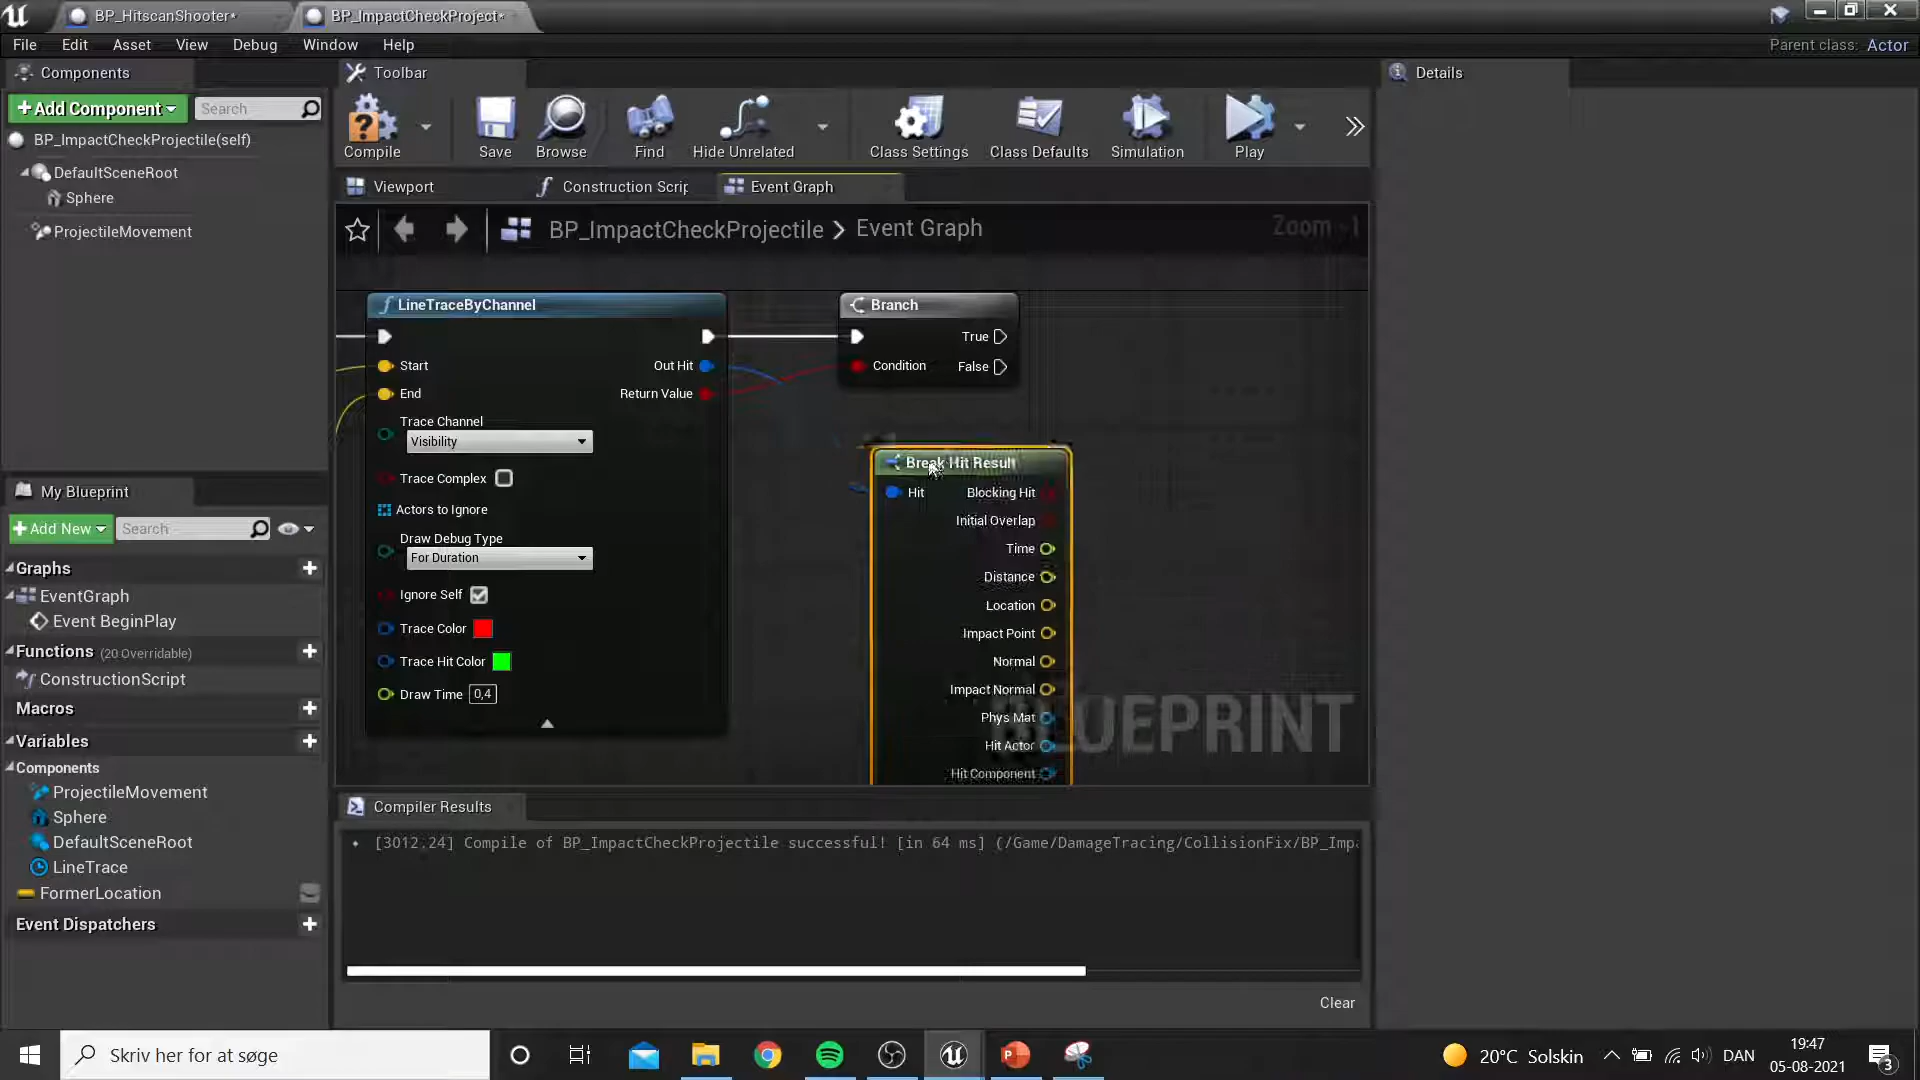 BP_HitscanShooter*
BP_ImpactCheckProject*
File Edit Asset View Debug Window Help
Parent class: Actor
Components
Toolbar
Details
Add Component
Search
Compile
Save
Browse
Find
Hide Unrelated
Class Settings
Class Defaults
Simulation
Play
BP_ImpactCheckProjectile(self)
DefaultSceneRoot
Sphere
ProjectileMovement
Viewport
Construction Scrip
Event Graph
BP_ImpactCheckProjectile > Event Graph
Zoom -1
LineTraceByChannel
Start
End
Out Hit
Return Value
Trace Channel
Visibility
Trace Complex
Actors to Ignore
Draw Debug Type
For Duration
Ignore Self
Trace Color
Trace Hit Color
Draw Time 0,4
Branch
True
Condition
False
Break Hit Result
Hit
Blocking Hit
Initial Overlap
Time
Distance
Location
Impact Point
Normal
Impact Normal
Phys Mat
Hit Actor
Hit Component
BLUEPRINT
My Blueprint
Add New
Search
Graphs
EventGraph
Event BeginPlay
Functions (20 Overridable)
ConstructionScript
Macros
Variables
Components
ProjectileMovement
Sphere
DefaultSceneRoot
LineTrace
FormerLocation
Event Dispatchers
Compiler Results
[3012.24] Compile of BP_ImpactCheckProjectile successful! [in 64 ms] (/Game/DamageTracing/CollisionFix/BP_Impa
Clear
Skriv her for at søge
20°C Solskin
DAN
19:47
05-08-2021
3